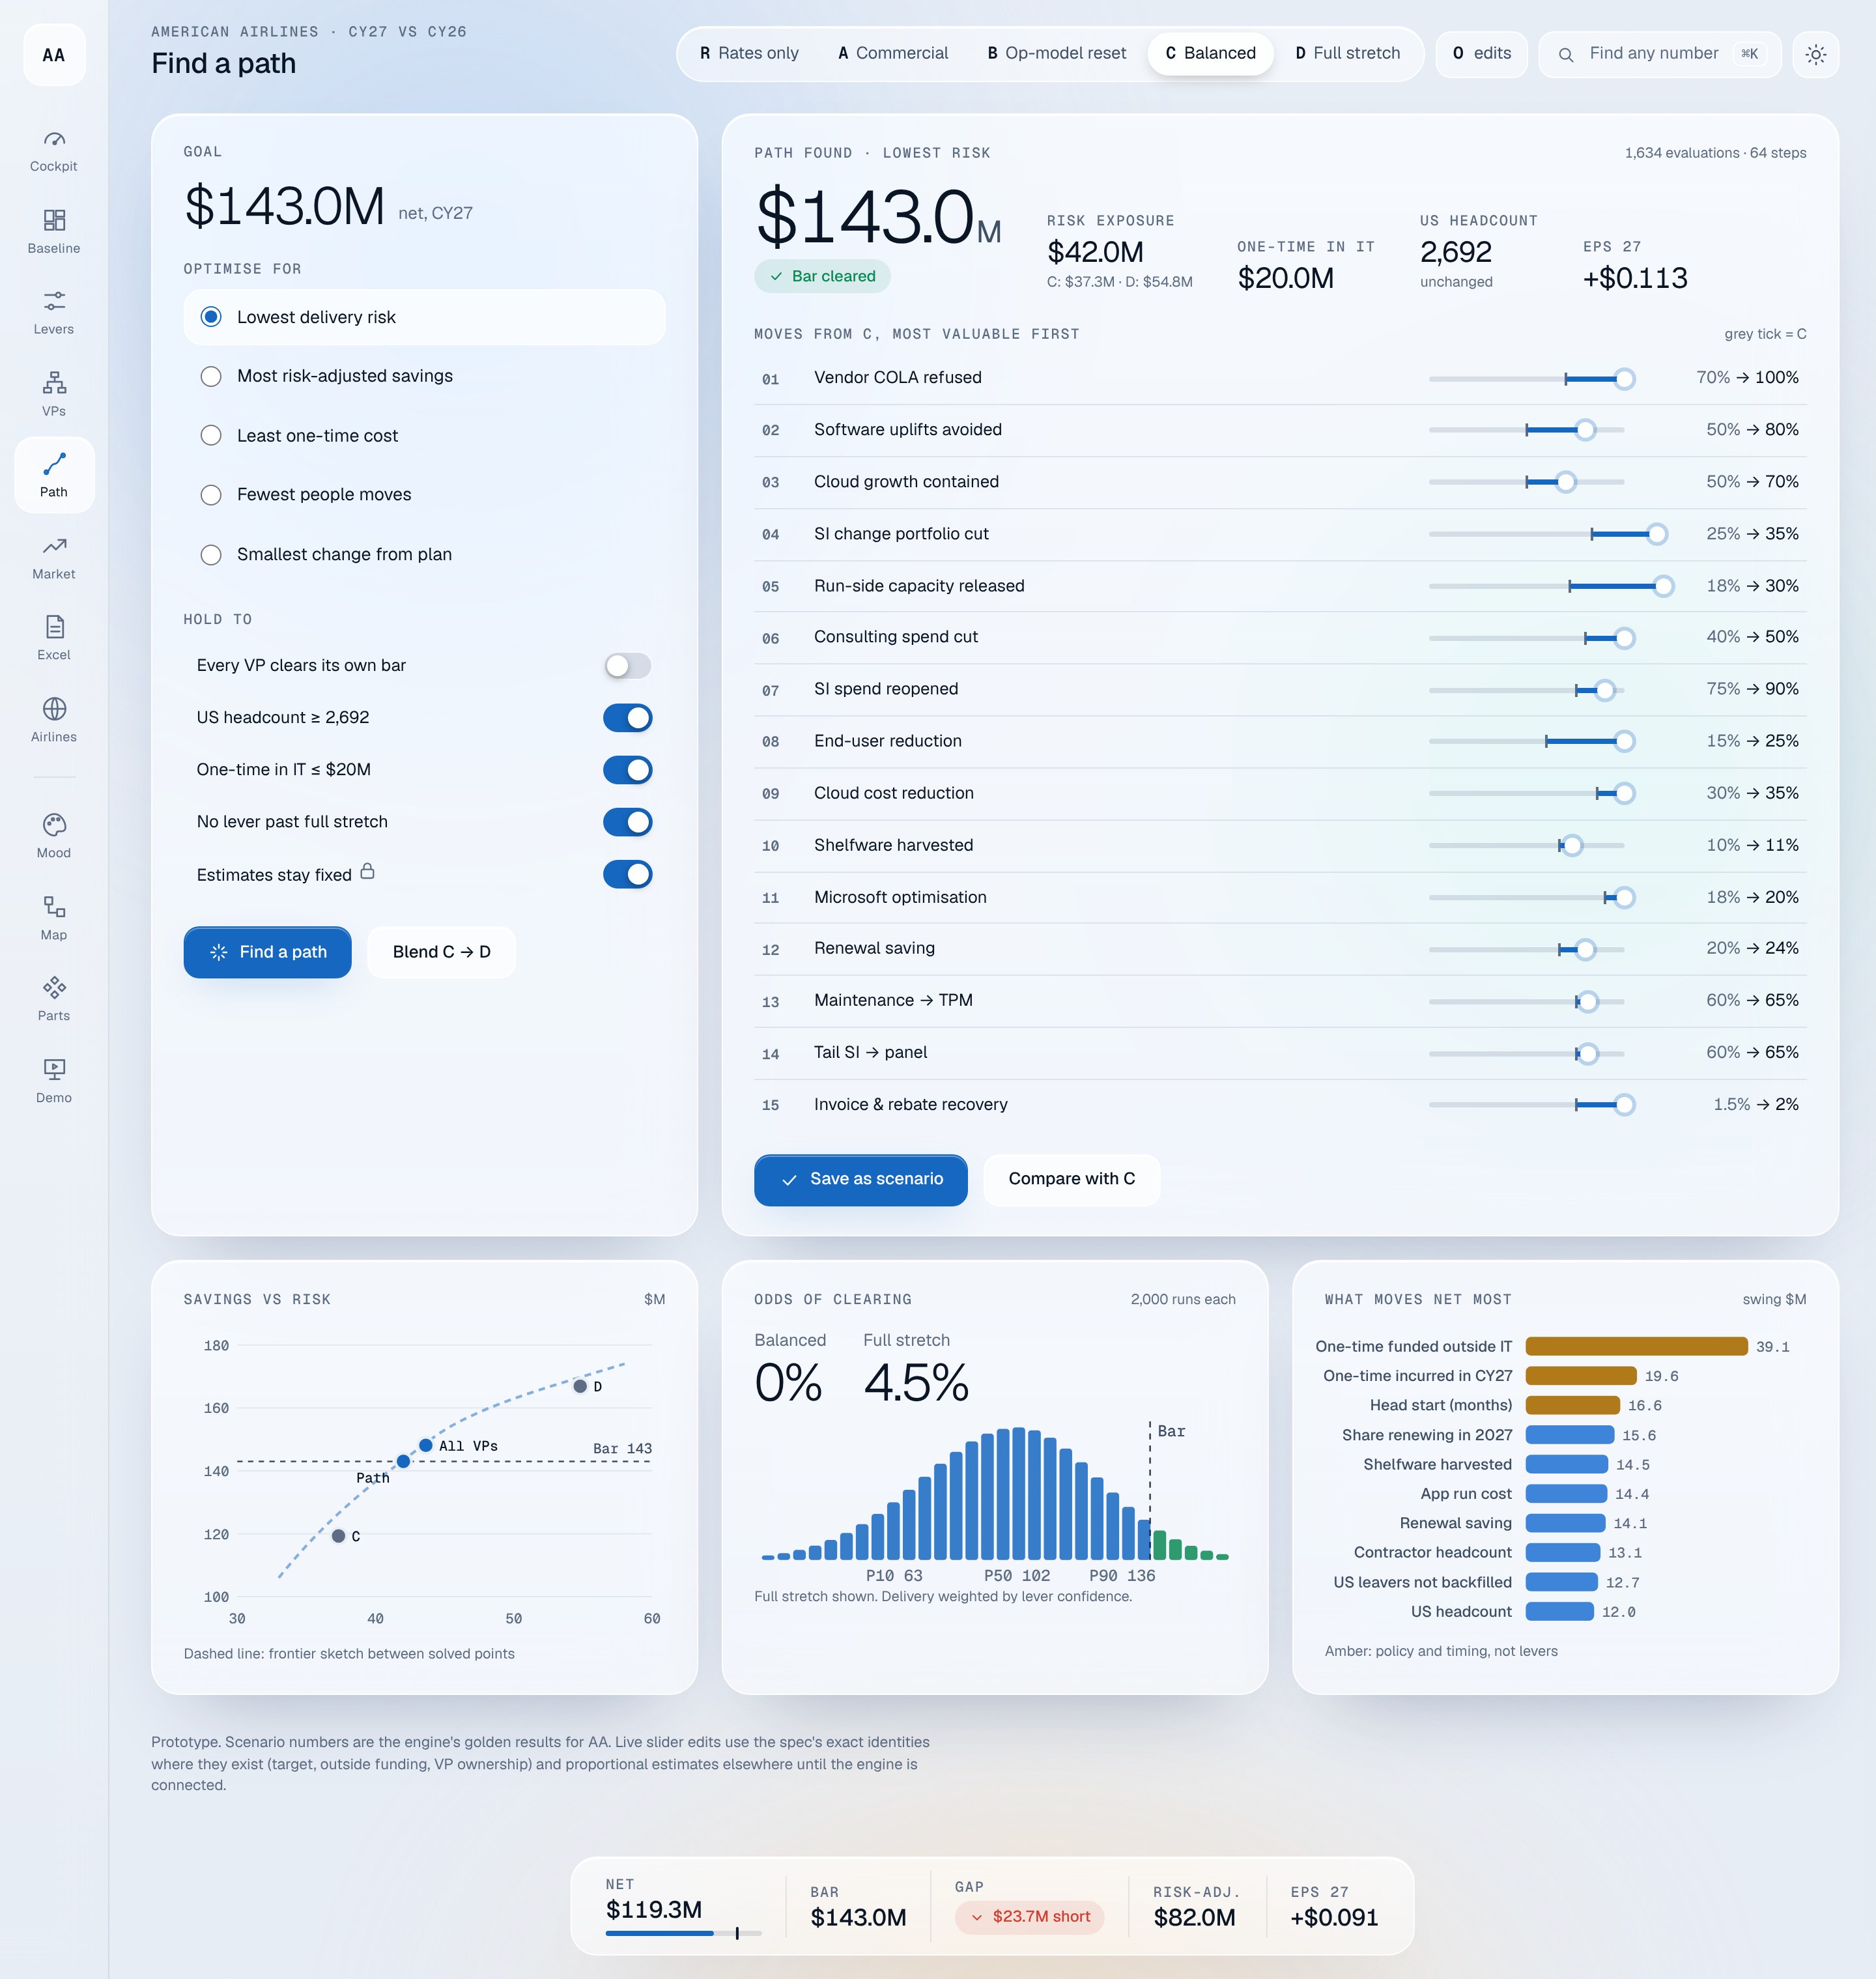 AA
Cockpit
Baseline
Levers
VPs
Path
Market
Excel
Airlines
Mood
Map
Parts
Demo
AMERICAN AIRLINES · CY27 VS CY26
Find a path
R Rates only A Commercial B Op-model reset C Balanced D Full stretch
0 edits
Find any number ⌘K
GOAL
$143.0M net, CY27
OPTIMISE FOR
Lowest delivery risk
Most risk-adjusted savings
Least one-time cost
Fewest people moves
Smallest change from plan
HOLD TO
Every VP clears its own bar
US headcount ≥ 2,692
One-time in IT ≤ $20M
No lever past full stretch
Estimates stay fixed
Find a path
Blend C → D
PATH FOUND · LOWEST RISK
1,634 evaluations · 64 steps
$143.0M
Bar cleared
RISK EXPOSURE
$42.0M
C: $37.3M · D: $54.8M
ONE-TIME IN IT
$20.0M
US HEADCOUNT
2,692
unchanged
EPS 27
+$0.113
MOVES FROM C, MOST VALUABLE FIRST
grey tick = C
01 Vendor COLA refused 70% → 100%
02 Software uplifts avoided 50% → 80%
03 Cloud growth contained 50% → 70%
04 SI change portfolio cut 25% → 35%
05 Run-side capacity released 18% → 30%
06 Consulting spend cut 40% → 50%
07 SI spend reopened 75% → 90%
08 End-user reduction 15% → 25%
09 Cloud cost reduction 30% → 35%
10 Shelfware harvested 10% → 11%
11 Microsoft optimisation 18% → 20%
12 Renewal saving 20% → 24%
13 Maintenance → TPM 60% → 65%
14 Tail SI → panel 60% → 65%
15 Invoice & rebate recovery 1.5% → 2%
Save as scenario
Compare with C
SAVINGS VS RISK
$M
180
160
140
120
100
30 40 50 60
D
All VPs
Bar 143
Path
C
Dashed line: frontier sketch between solved points
ODDS OF CLEARING
2,000 runs each
Balanced
0%
Full stretch
4.5%
Bar
P10 63 P50 102 P90 136
Full stretch shown. Delivery weighted by lever confidence.
WHAT MOVES NET MOST
swing $M
One-time funded outside IT 39.1
One-time incurred in CY27 19.6
Head start (months) 16.6
Share renewing in 2027 15.6
Shelfware harvested 14.5
App run cost 14.4
Renewal saving 14.1
Contractor headcount 13.1
US leavers not backfilled 12.7
US headcount 12.0
Amber: policy and timing, not levers
Prototype. Scenario numbers are the engine's golden results for AA. Live slider edits use the spec's exact identities
where they exist (target, outside funding, VP ownership) and proportional estimates elsewhere until the engine is
connected.
NET
$119.3M
BAR
$143.0M
GAP
$23.7M short
RISK-ADJ.
$82.0M
EPS 27
+$0.091